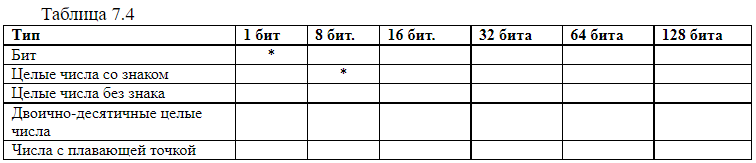 Таблица 7.4
Тип 1 бит 8 бит. 16 бит. 32 бита 64 бита 128 бита
Бит *
Целые числа со знаком *
Целые числа без знака
Двоично-десятичные целые
числа
Числа с плавающей точкой